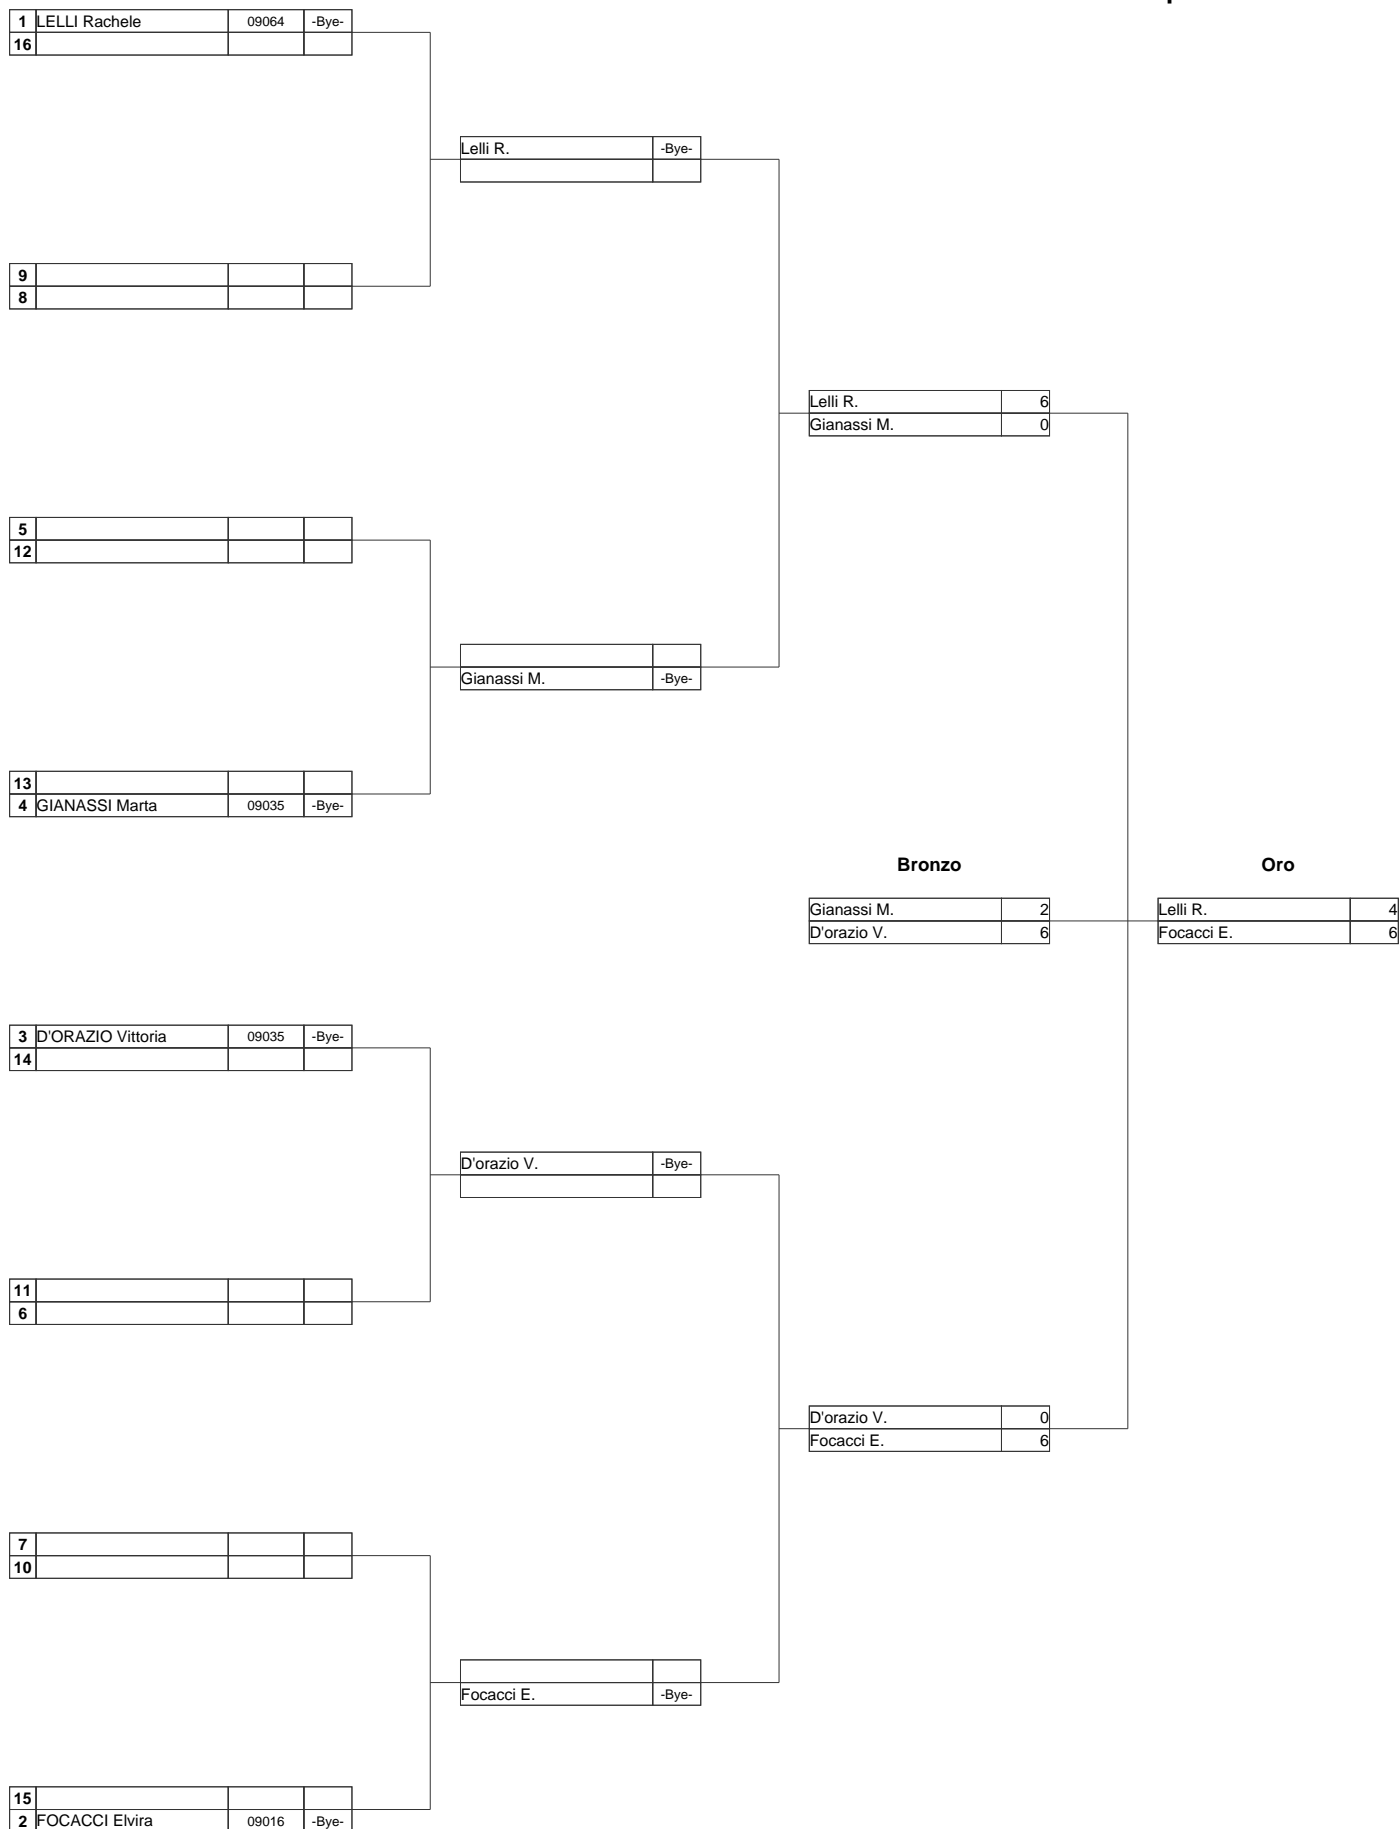 1 LELLI Rachele 09064 -Bye-
16
Lelli R. -Bye-
9
8
Lelli R. 6
Gianassi M. 0
5
12
Gianassi M. -Bye-
13
4 GIANASSI Marta 09035 -Bye-
Bronzo Oro
Gianassi M. 2 Lelli R. 4
D'orazio V. 6 Focacci E. 6
3 D'ORAZIO Vittoria 09035 -Bye-
14
D'orazio V. -Bye-
11
6
D'orazio V. 0
Focacci E. 6
7
10
Focacci E. -Bye-
15
2 FOCACCI Elvira 09016 -Bye-